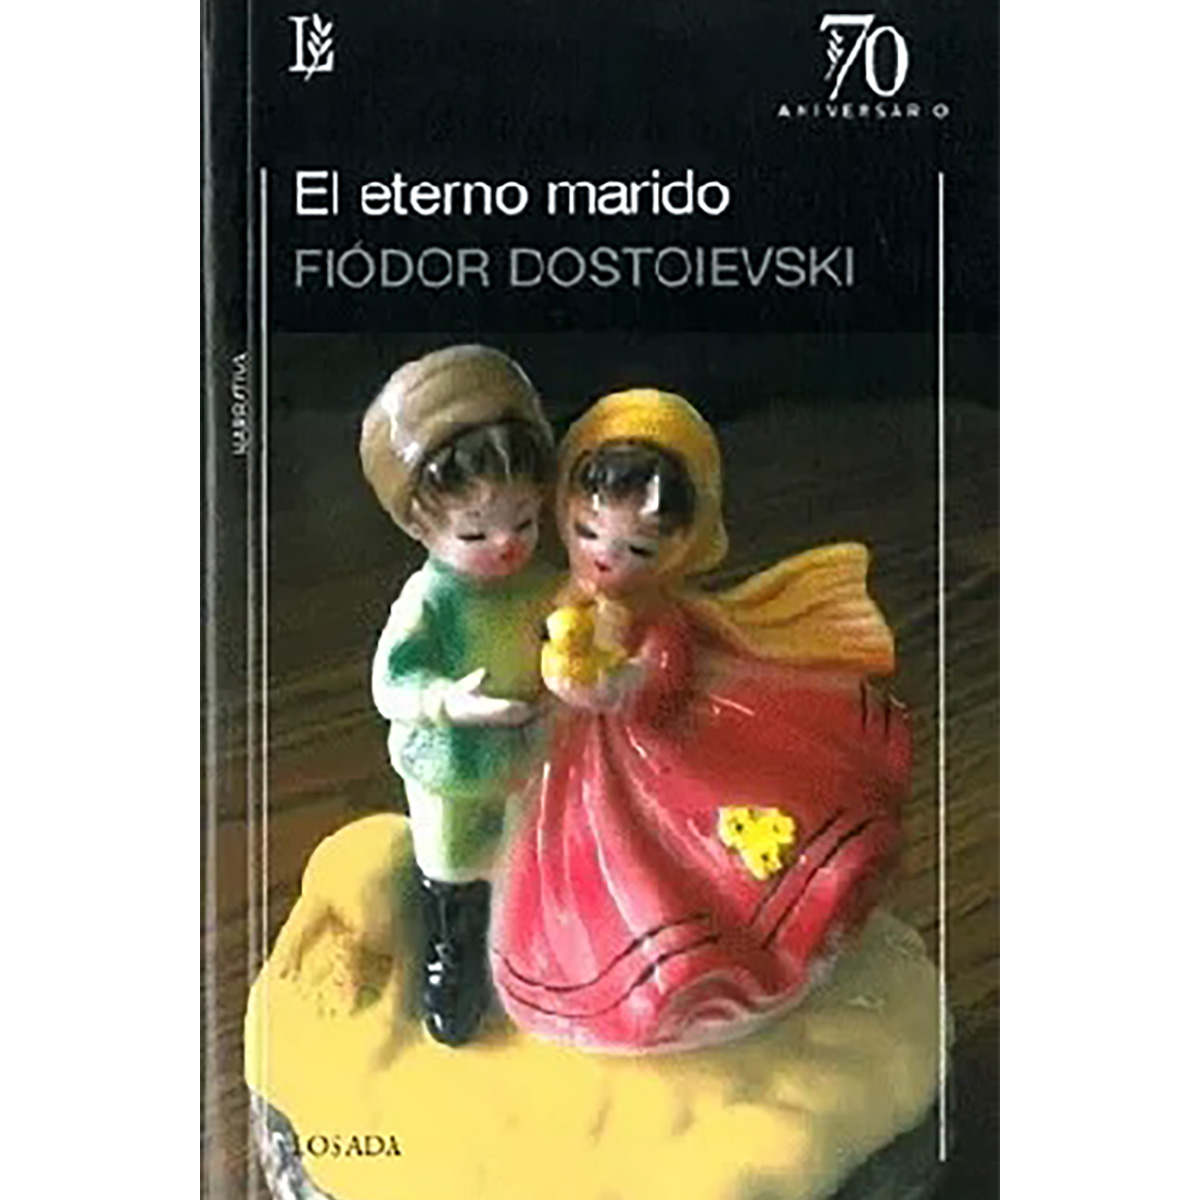 L
70
ANIVERSARIO
El eterno marido
FIÓDOR DOSTOIEVSKI
NARRATIVA
LOSADA